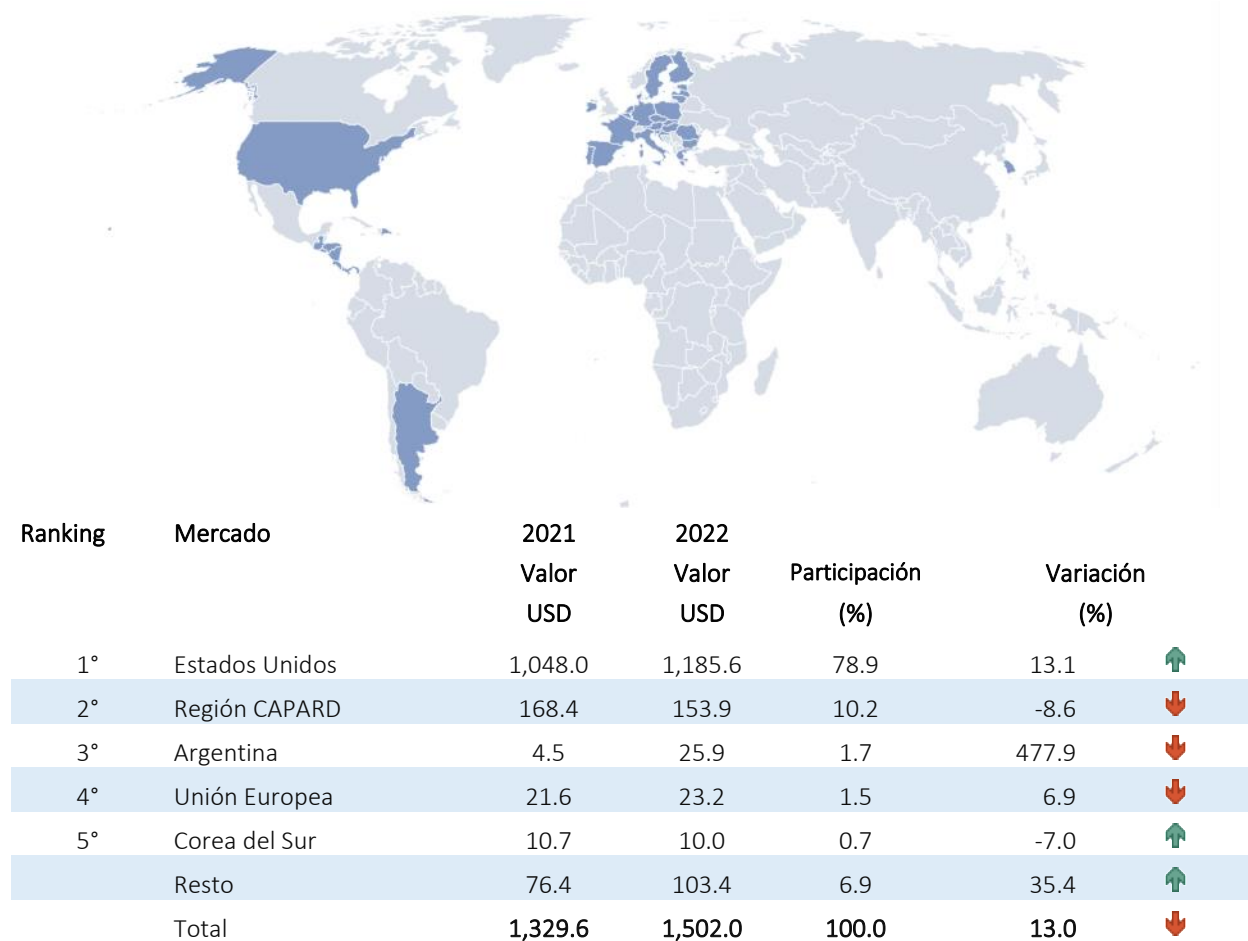 Ranking Mercado 2021 2022
Valor Valor Participación Variación
USD USD (%) (%)
1° Estados Unidos 1,048.0 1,185.6 78.9 13.1
2° Región CAPARD 168.4 153.9 10.2 -8.6
3° Argentina 4.5 25.9 1.7 477.9
4° Unión Europea 21.6 23.2 1.5 6.9
5° Corea del Sur 10.7 10.0 0.7 -7.0
Resto 76.4 103.4 6.9 35.4
Total 1,329.6 1,502.0 100.0 13.0